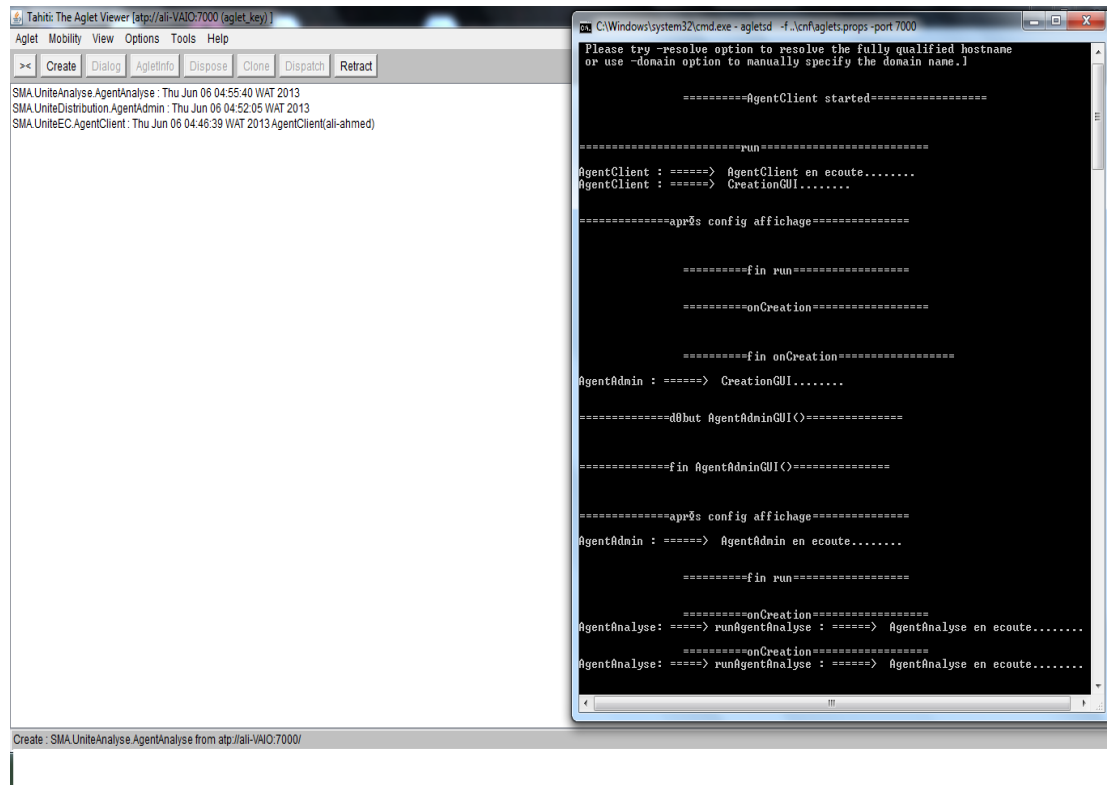 Tahiti: The Aglet Viewer [atp://ali-VAIO:7000 (aglet_key) ]
Aglet Mobility View Options Tools Help
>< Create Dialog AgletInfo Dispose Clone Dispatch Retract
SMA.UniteAnalyse.AgentAnalyse : Thu Jun 06 04:55:40 WAT 2013
SMA.UniteDistribution.AgentAdmin : Thu Jun 06 04:52:05 WAT 2013
SMA.UniteEC.AgentClient : Thu Jun 06 04:46:39 WAT 2013 AgentClient(ali-ahmed)
Create : SMA.UniteAnalyse.AgentAnalyse from atp://ali-VAIO:7000/
C:\Windows\system32\cmd.exe - agletsd -f ..\cnf\aglets.props -port 7000
Please try -resolve option to resolve the fully qualified hostname
or use -domain option to manually specify the domain name.]
==========AgentClient started==================
=========================run==========================
AgentClient : ======> AgentClient en ecoute........
AgentClient : ======> CreationGUI........
==============aprÞs config affichage===============
==========fin run==================
==========onCreation==================
==========fin onCreation==================
AgentAdmin : ======> CreationGUI........
==============dÚbut AgentAdminGUI()===============
==============fin AgentAdminGUI()===============
==============aprÞs config affichage===============
AgentAdmin : ======> AgentAdmin en ecoute........
==========fin run==================
==========onCreation==================
AgentAnalyse: =====> runAgentAnalyse : ======> AgentAnalyse en ecoute........
==========onCreation==================
AgentAnalyse: =====> runAgentAnalyse : ======> AgentAnalyse en ecoute........